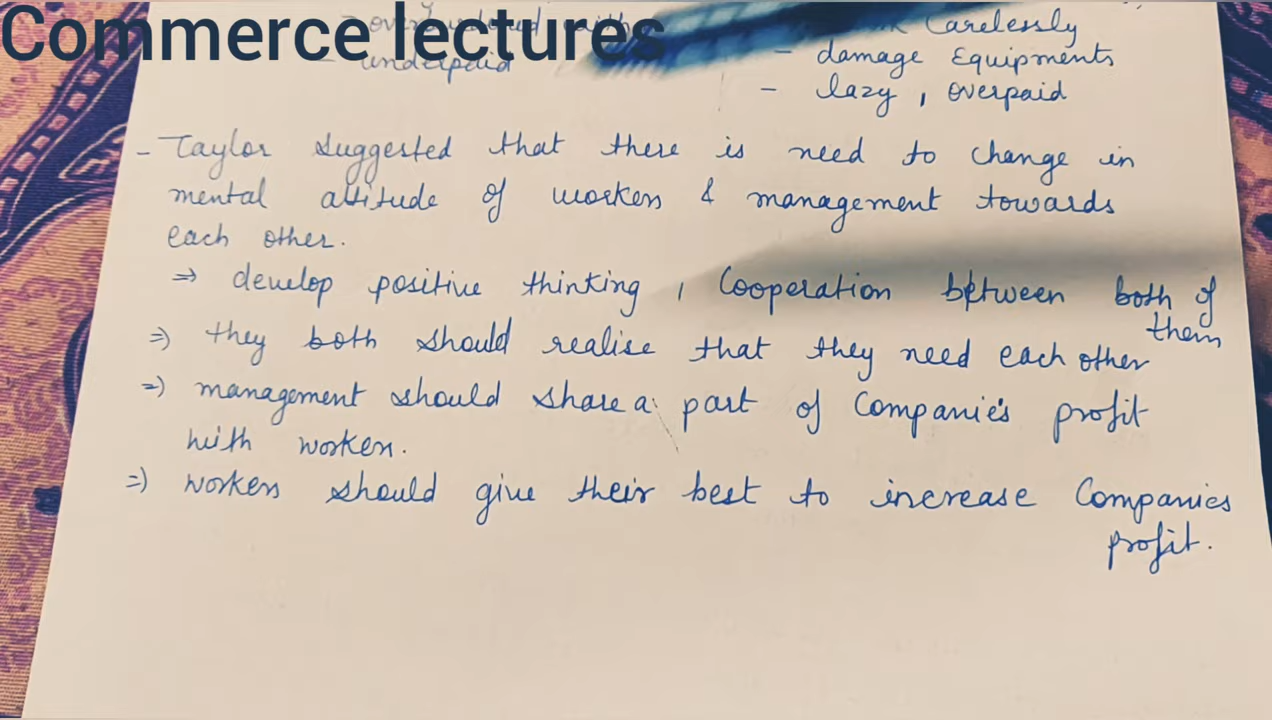 Commerce lectures
- underpaid
Carelessly
- damage Equipments
- lazy, overpaid
- Taylor suggested that there is need to change in
mental attitude of workers & management towards
each other.
⇒ develop positive thinking, Cooperation between both of
them
⇒ they both should realise that they need each other
⇒ management should share a part of Companie's profit
with workers.
⇒ workers should give their best to increase Companies
profit.